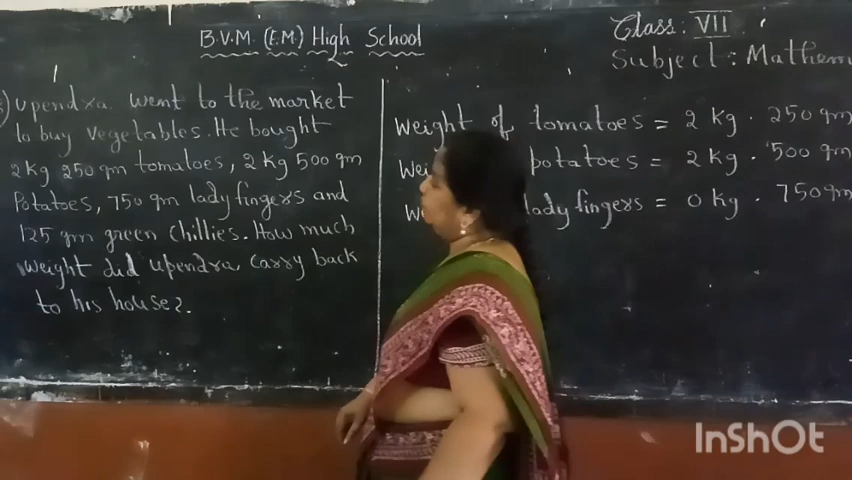 B.V.M. (E.M.) High School
Class: VII
Subject: Mathem
Upendra went to the market
to buy vegetables. He bought
2 kg 250 gm tomatoes, 2 kg 500 gm
Potatoes, 750 gm lady fingers and
125 gm green chillies. How much
weight did upendra carry back
to his house?
Weight of tomatoes = 2 kg . 250 gm
Wei potatoes = 2 kg . 500 gm
We lady fingers = 0 kg . 750 gm
InShOt